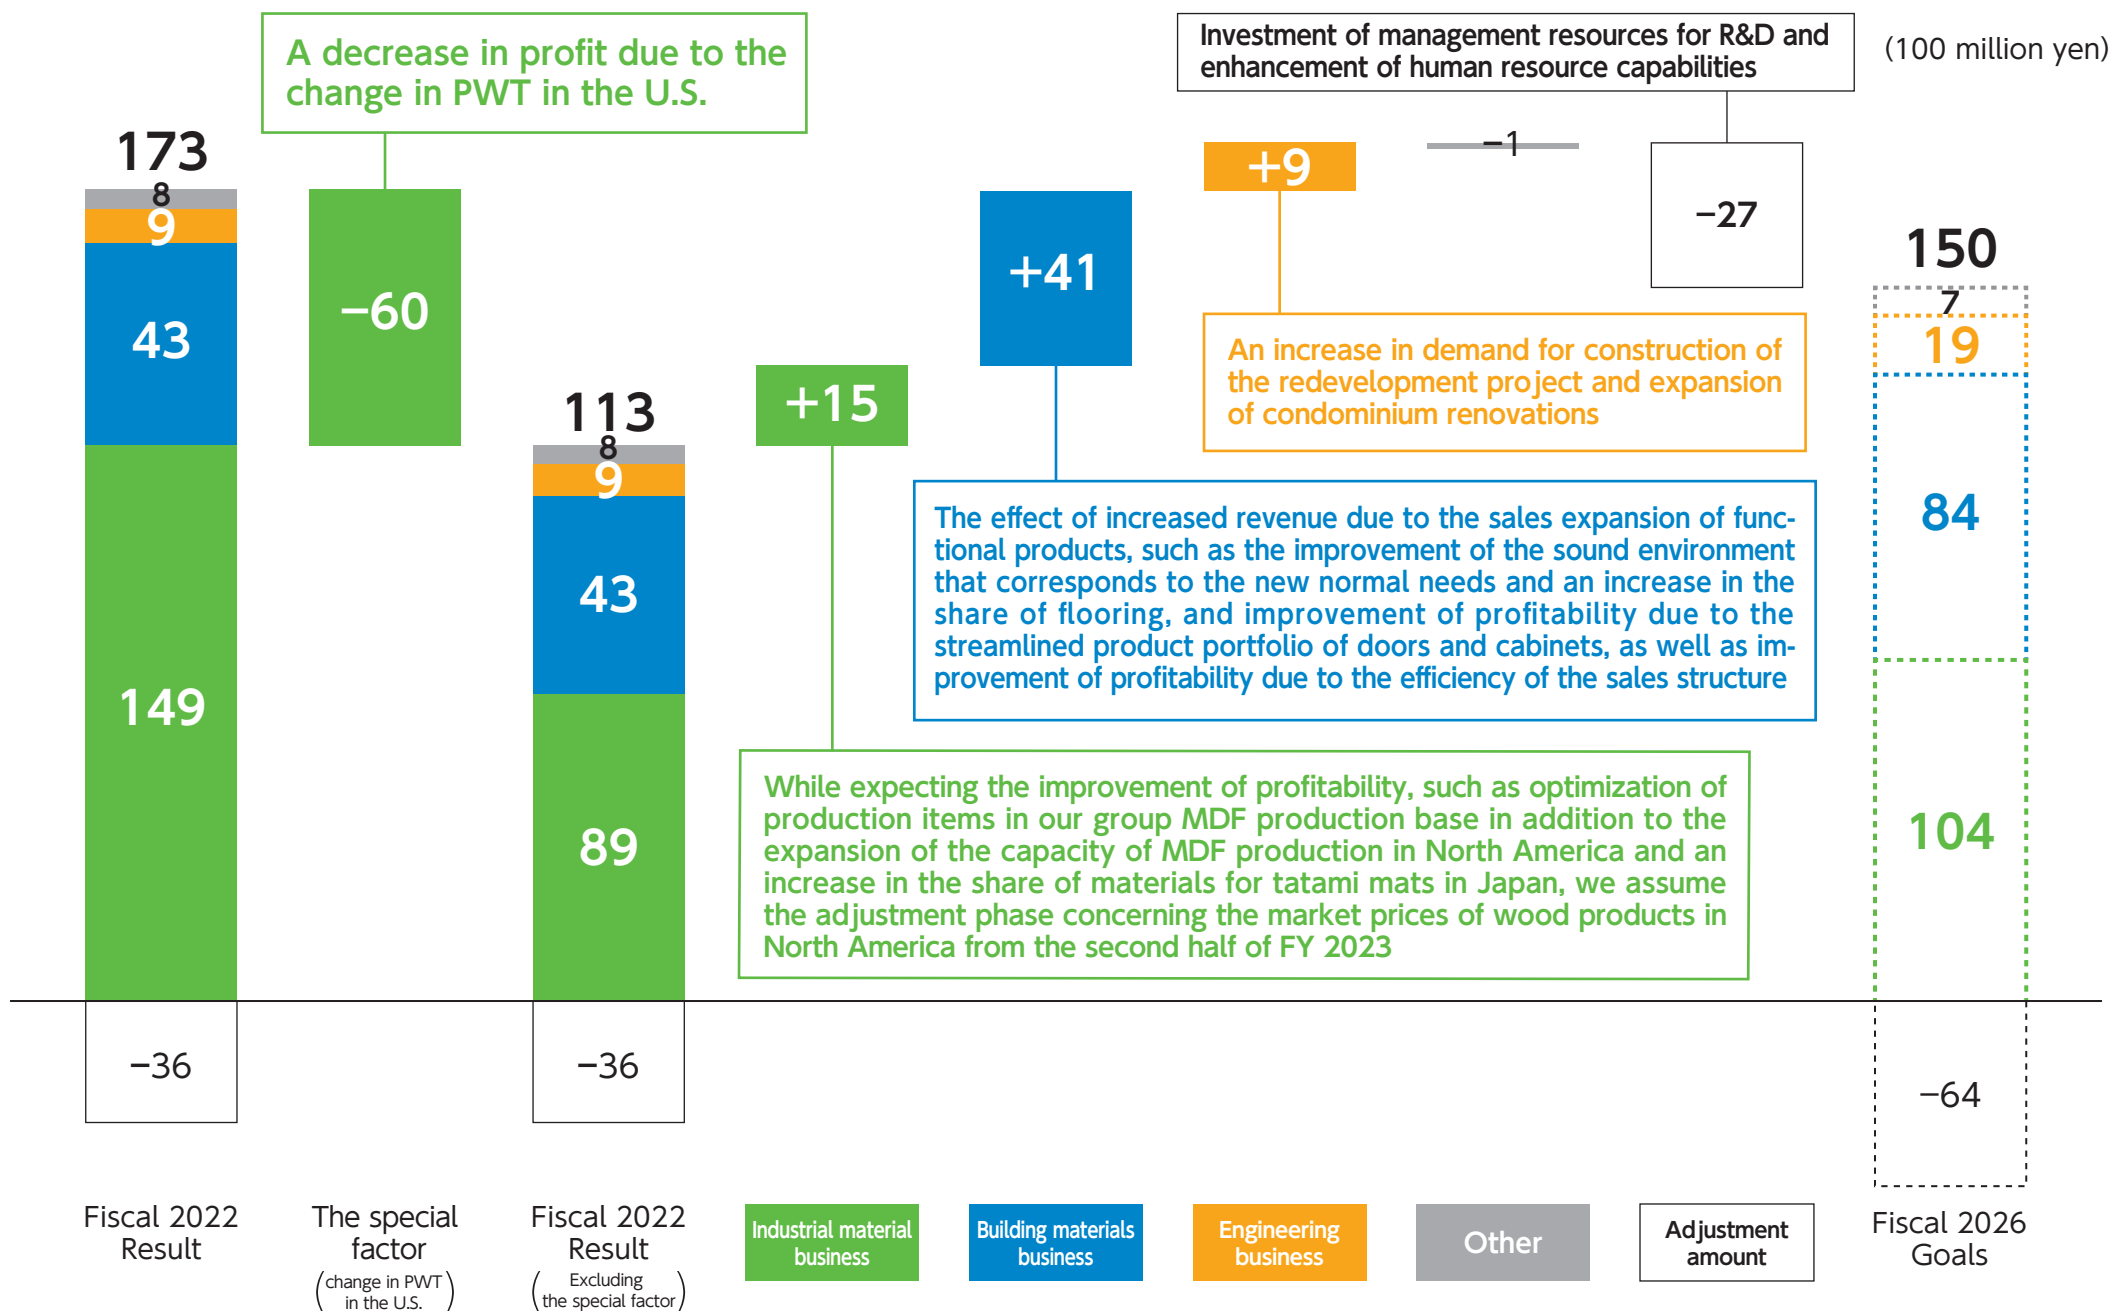 A decrease in profit due to the
change in PWT in the U.S.
Investment of management resources for R&D and
enhancement of human resource capabilities
(100 million yen)
173
8
9
43
149
−36
−60
113
8
9
43
89
−36
+15
+41
+9
−1
−27
150
7
19
84
104
−64
An increase in demand for construction of
the redevelopment project and expansion
of condominium renovations
The effect of increased revenue due to the sales expansion of func-
tional products, such as the improvement of the sound environment
that corresponds to the new normal needs and an increase in the
share of flooring, and improvement of profitability due to the
streamlined product portfolio of doors and cabinets, as well as im-
provement of profitability due to the efficiency of the sales structure
While expecting the improvement of profitability, such as optimization of
production items in our group MDF production base in addition to the
expansion of the capacity of MDF production in North America and an
increase in the share of materials for tatami mats in Japan, we assume
the adjustment phase concerning the market prices of wood products in
North America from the second half of FY 2023
Fiscal 2022
Result
The special
factor
(change in PWT
in the U.S.)
Fiscal 2022
Result
(Excluding
the special factor)
Industrial material
business
Building materials
business
Engineering
business
Other
Adjustment
amount
Fiscal 2026
Goals